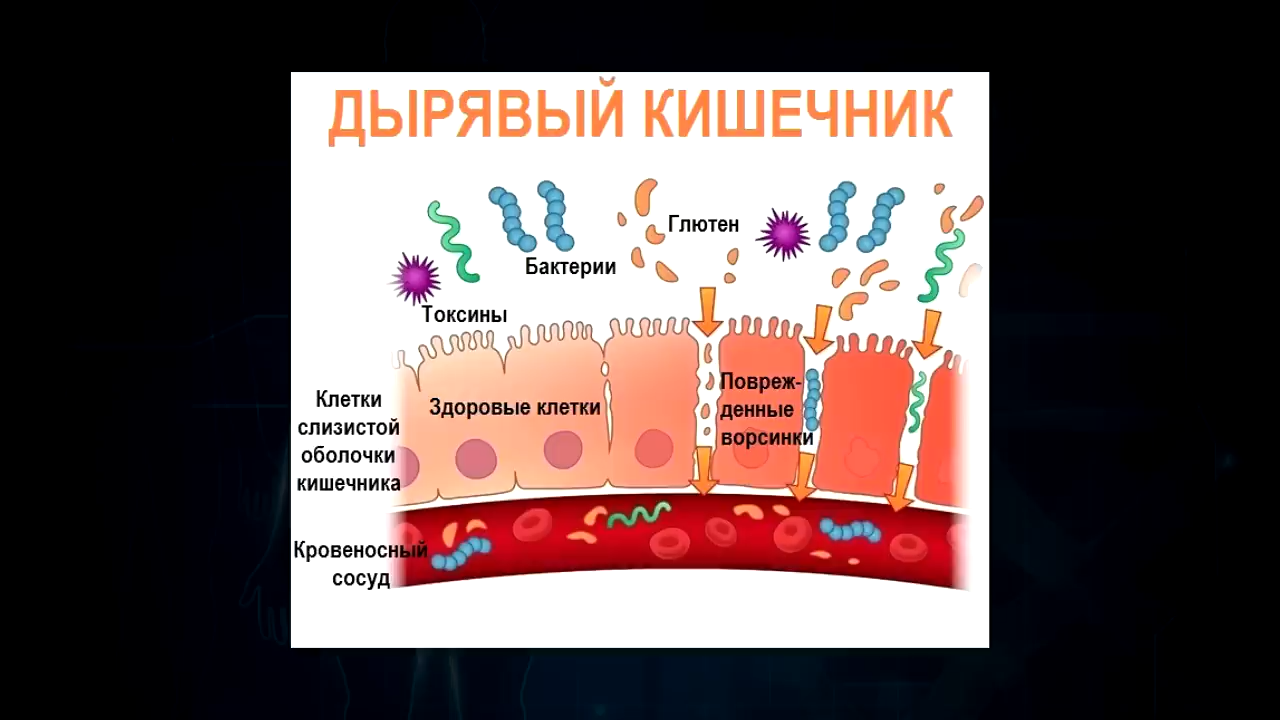 ДЫРЯВЫЙ КИШЕЧНИК
Глютен
Бактерии
Токсины
Повреж-
денные
ворсинки
Здоровые клетки
Клетки
слизистой
оболочки
кишечника
Кровеносный
сосуд